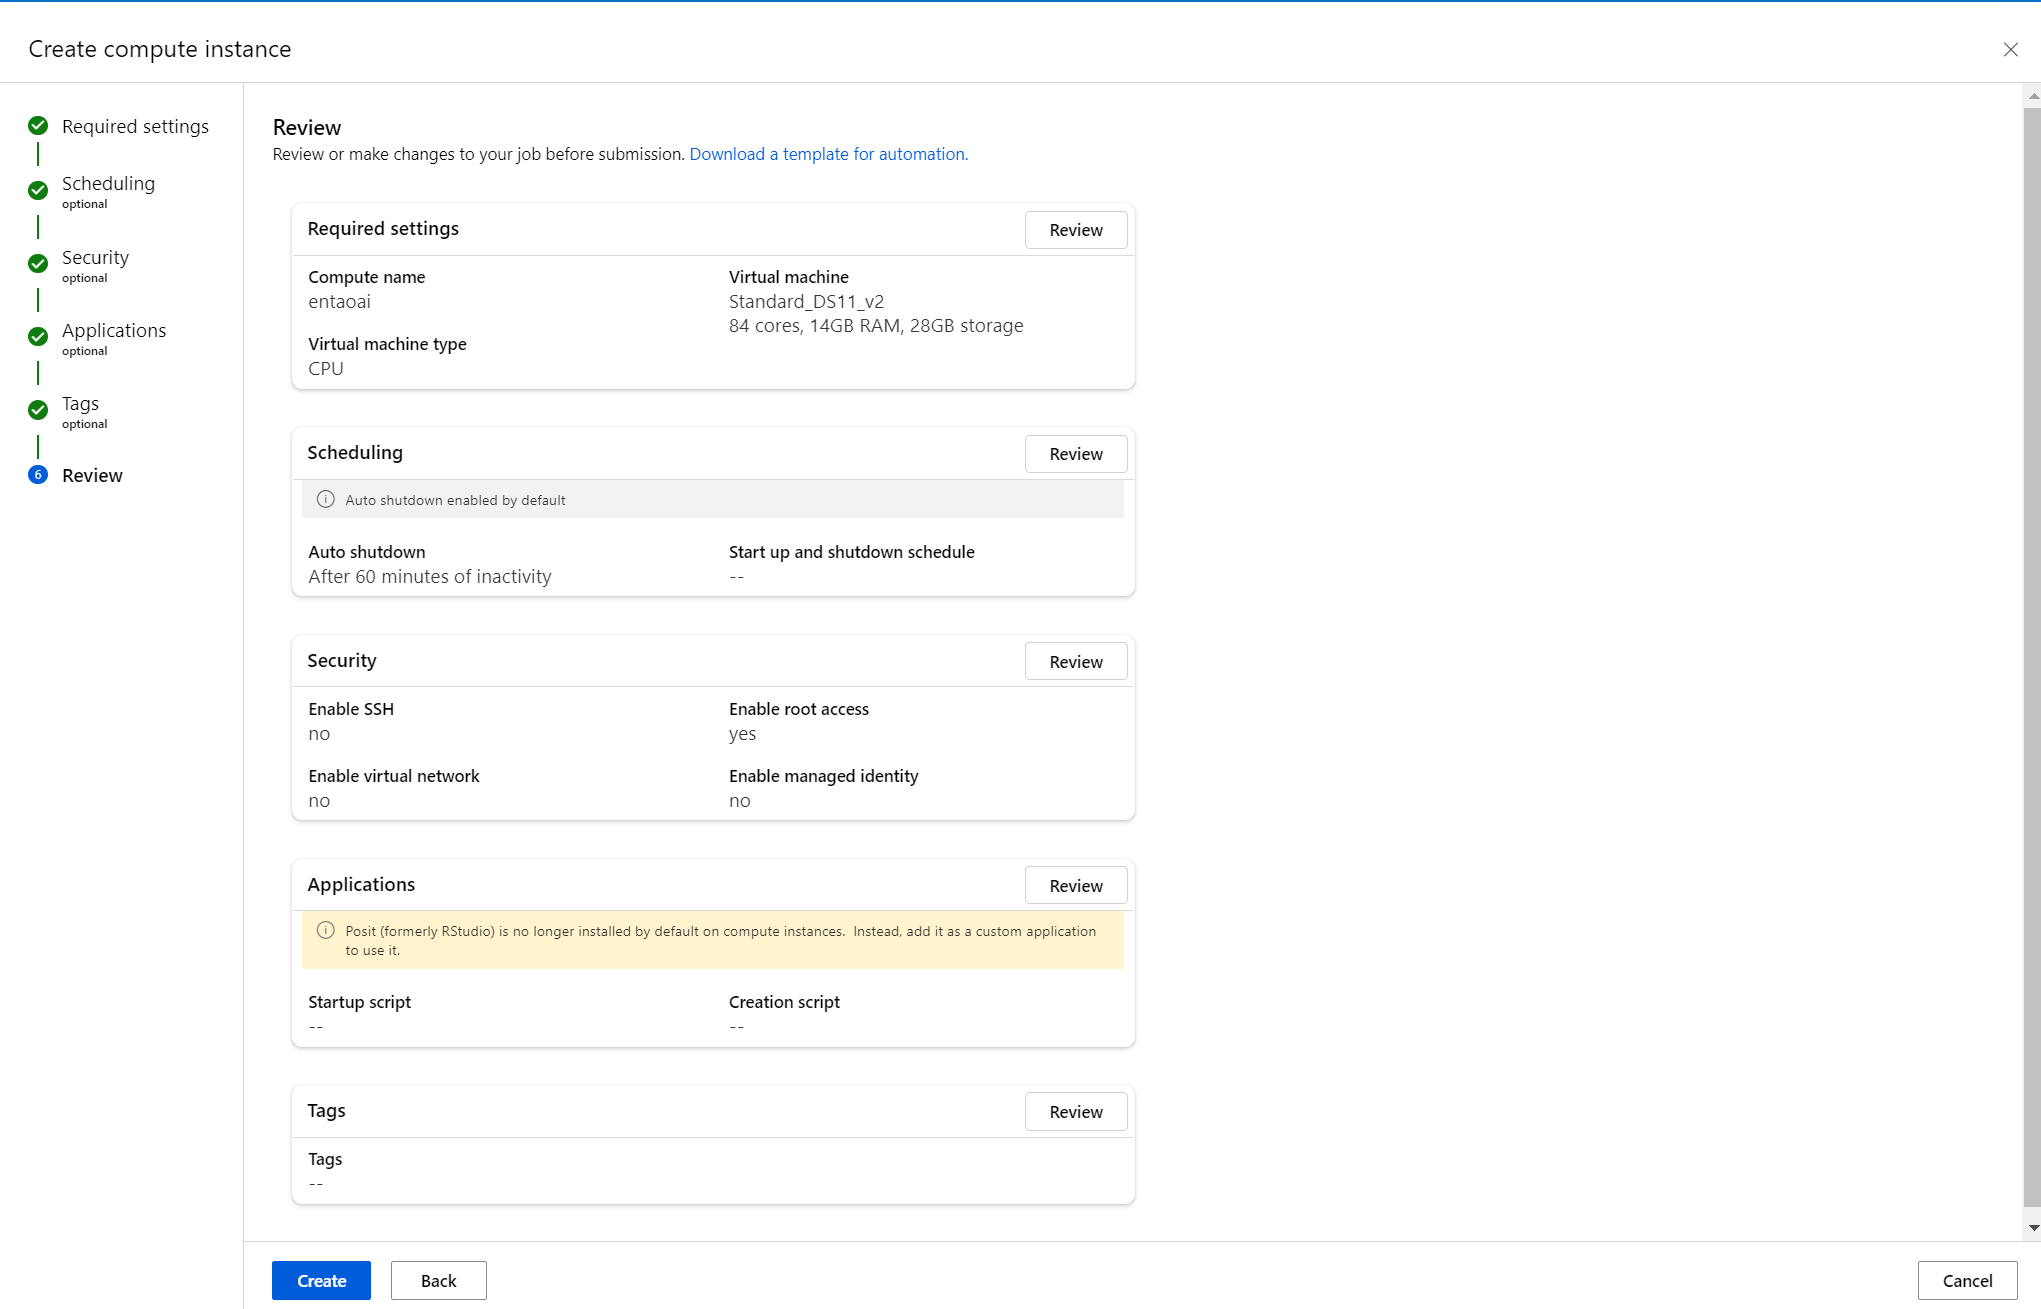 Create compute instance
Required settings
Scheduling
optional
Security
optional
Applications
optional
Tags
optional
6 Review
Review
Review or make changes to your job before submission. Download a template for automation.
Required settings Review
Compute name Virtual machine
entaoai Standard_DS11_v2
84 cores, 14GB RAM, 28GB storage
Virtual machine type
CPU
Scheduling Review
Auto shutdown enabled by default
Auto shutdown Start up and shutdown schedule
After 60 minutes of inactivity --
Security Review
Enable SSH Enable root access
no yes
Enable virtual network Enable managed identity
no no
Applications Review
Posit (formerly RStudio) is no longer installed by default on compute instances. Instead, add it as a custom application
to use it.
Startup script Creation script
-- --
Tags Review
Tags
--
Create Back Cancel